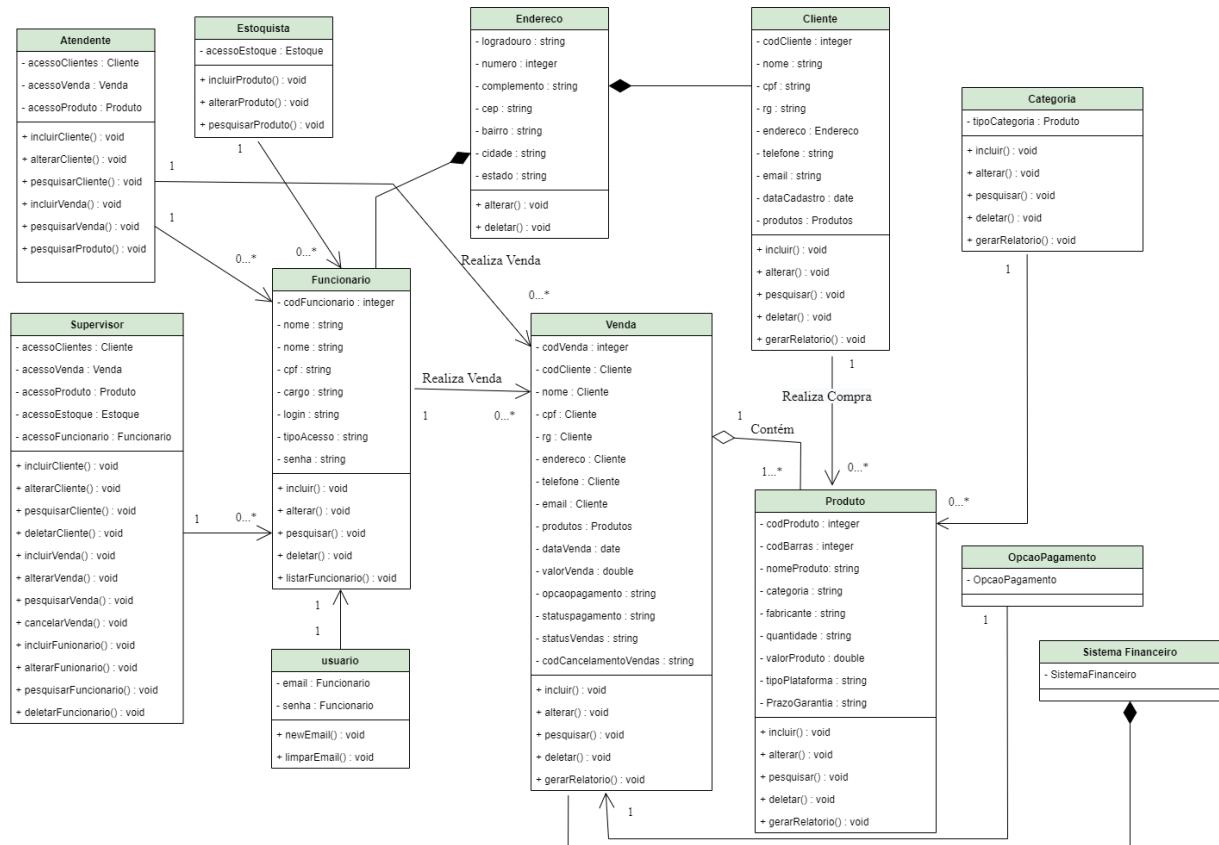 Atendente
- acessoClientes : Cliente
- acessoVenda : Venda
- acessoProduto : Produto
+ incluirCliente() : void
+ alterarCliente() : void
+ pesquisarCliente() : void
+ incluirVenda() : void
+ pesquisarVenda() : void
+ pesquisarProduto() : void
Estoquista
- acessoEstoque : Estoque
+ incluirProduto() : void
+ alterarProduto() : void
+ pesquisarProduto() : void
Endereco
- logradouro : string
- numero : integer
- complemento : string
- cep : string
- bairro : string
- cidade : string
- estado : string
+ alterar() : void
+ deletar() : void
Cliente
- codCliente : integer
- nome : string
- cpf : string
- rg : string
- endereco : Endereco
- telefone : string
- email : string
- dataCadastro : date
- produtos : Produtos
+ incluir() : void
+ alterar() : void
+ pesquisar() : void
+ deletar() : void
+ gerarRelatorio() : void
Categoria
- tipoCategoria : Produto
+ incluir() : void
+ alterar() : void
+ pesquisar() : void
+ deletar() : void
+ gerarRelatorio() : void
1
1
1
0...*
0...*
Realiza Venda
0...*
1
1
Supervisor
- acessoClientes : Cliente
- acessoVenda : Venda
- acessoProduto : Produto
- acessoEstoque : Estoque
- acessoFuncionario : Funcionario
+ incluirCliente() : void
+ alterarCliente() : void
+ pesquisarCliente() : void
+ deletarCliente() : void
+ incluirVenda() : void
+ alterarVenda() : void
+ pesquisarVenda() : void
+ cancelarVenda() : void
+ incluirFunionario() : void
+ alterarFunionario() : void
+ pesquisarFuncionario() : void
+ deletarFuncionario() : void
1
0...*
Funcionario
- codFuncionario : integer
- nome : string
- nome : string
- cpf : string
- cargo : string
- login : string
- tipoAcesso : string
- senha : string
+ incluir() : void
+ alterar() : void
+ pesquisar() : void
+ deletar() : void
+ listarFuncionario() : void
1
1
usuario
- email : Funcionario
- senha : Funcionario
+ newEmail() : void
+ limparEmail() : void
Realiza Venda
1
0...*
Venda
- codVenda : integer
- codCliente : Cliente
- nome : Cliente
- cpf : Cliente
- rg : Cliente
- endereco : Cliente
- telefone : Cliente
- email : Cliente
- produtos : Produtos
- dataVenda : date
- valorVenda : double
- opcaopagamento : string
- statuspagamento : string
- statusVendas : string
- codCancelamentoVendas : string
+ incluir() : void
+ alterar() : void
+ pesquisar() : void
+ deletar() : void
+ gerarRelatorio() : void
1
Contém
1...*
Realiza Compra
0...*
0...*
Produto
- codProduto : integer
- codBarras : integer
- nomeProduto: string
- categoria : string
- fabricante : string
- quantidade : string
- valorProduto : double
- tipoPlataforma : string
- PrazoGarantia : string
+ incluir() : void
+ alterar() : void
+ pesquisar() : void
+ deletar() : void
+ gerarRelatorio() : void
OpcaoPagamento
- OpcaoPagamento
1
1
Sistema Financeiro
- SistemaFinanceiro